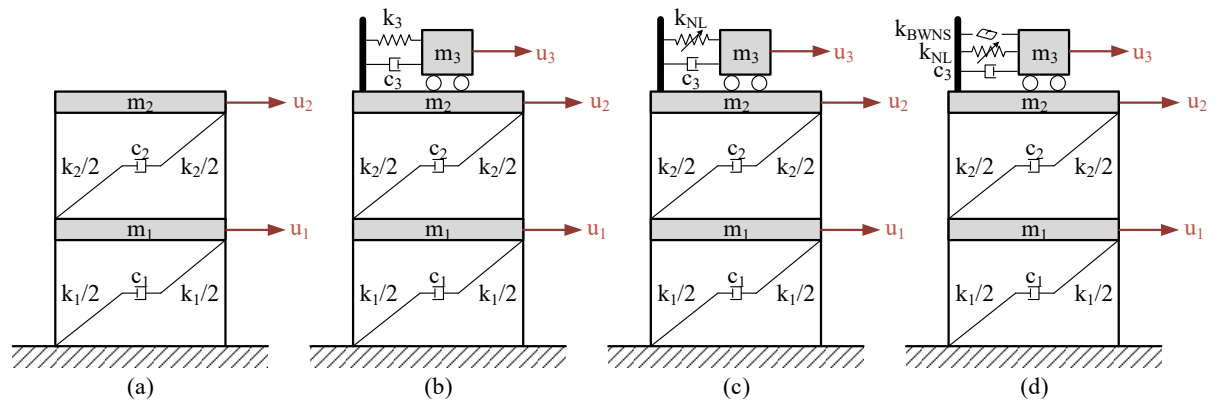 k₃
m₃
u₃
c₃
k_NL
m₃
u₃
c₃
k_BWNS
k_NL
c₃
m₃
u₃
m₂ u₂ m₂ u₂ m₂ u₂ m₂ u₂
c₂ c₂ c₂ c₂
k₂/2 k₂/2 k₂/2 k₂/2 k₂/2 k₂/2 k₂/2 k₂/2
m₁ u₁ m₁ u₁ m₁ u₁ m₁ u₁
c₁ c₁ c₁ c₁
k₁/2 k₁/2 k₁/2 k₁/2 k₁/2 k₁/2 k₁/2 k₁/2
(a) (b) (c) (d)